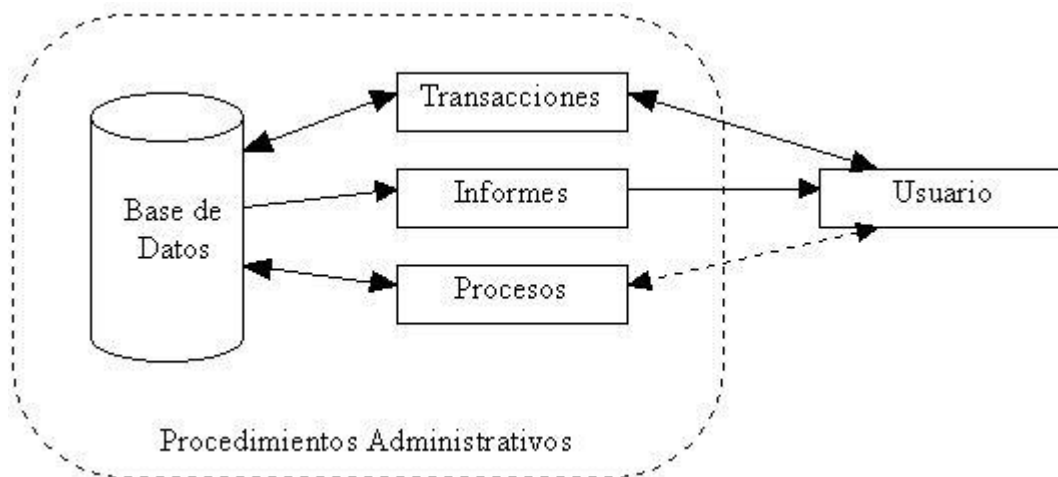 Transacciones
Informes
Usuario
Base de
Datos
Procesos
Procedimientos Administrativos